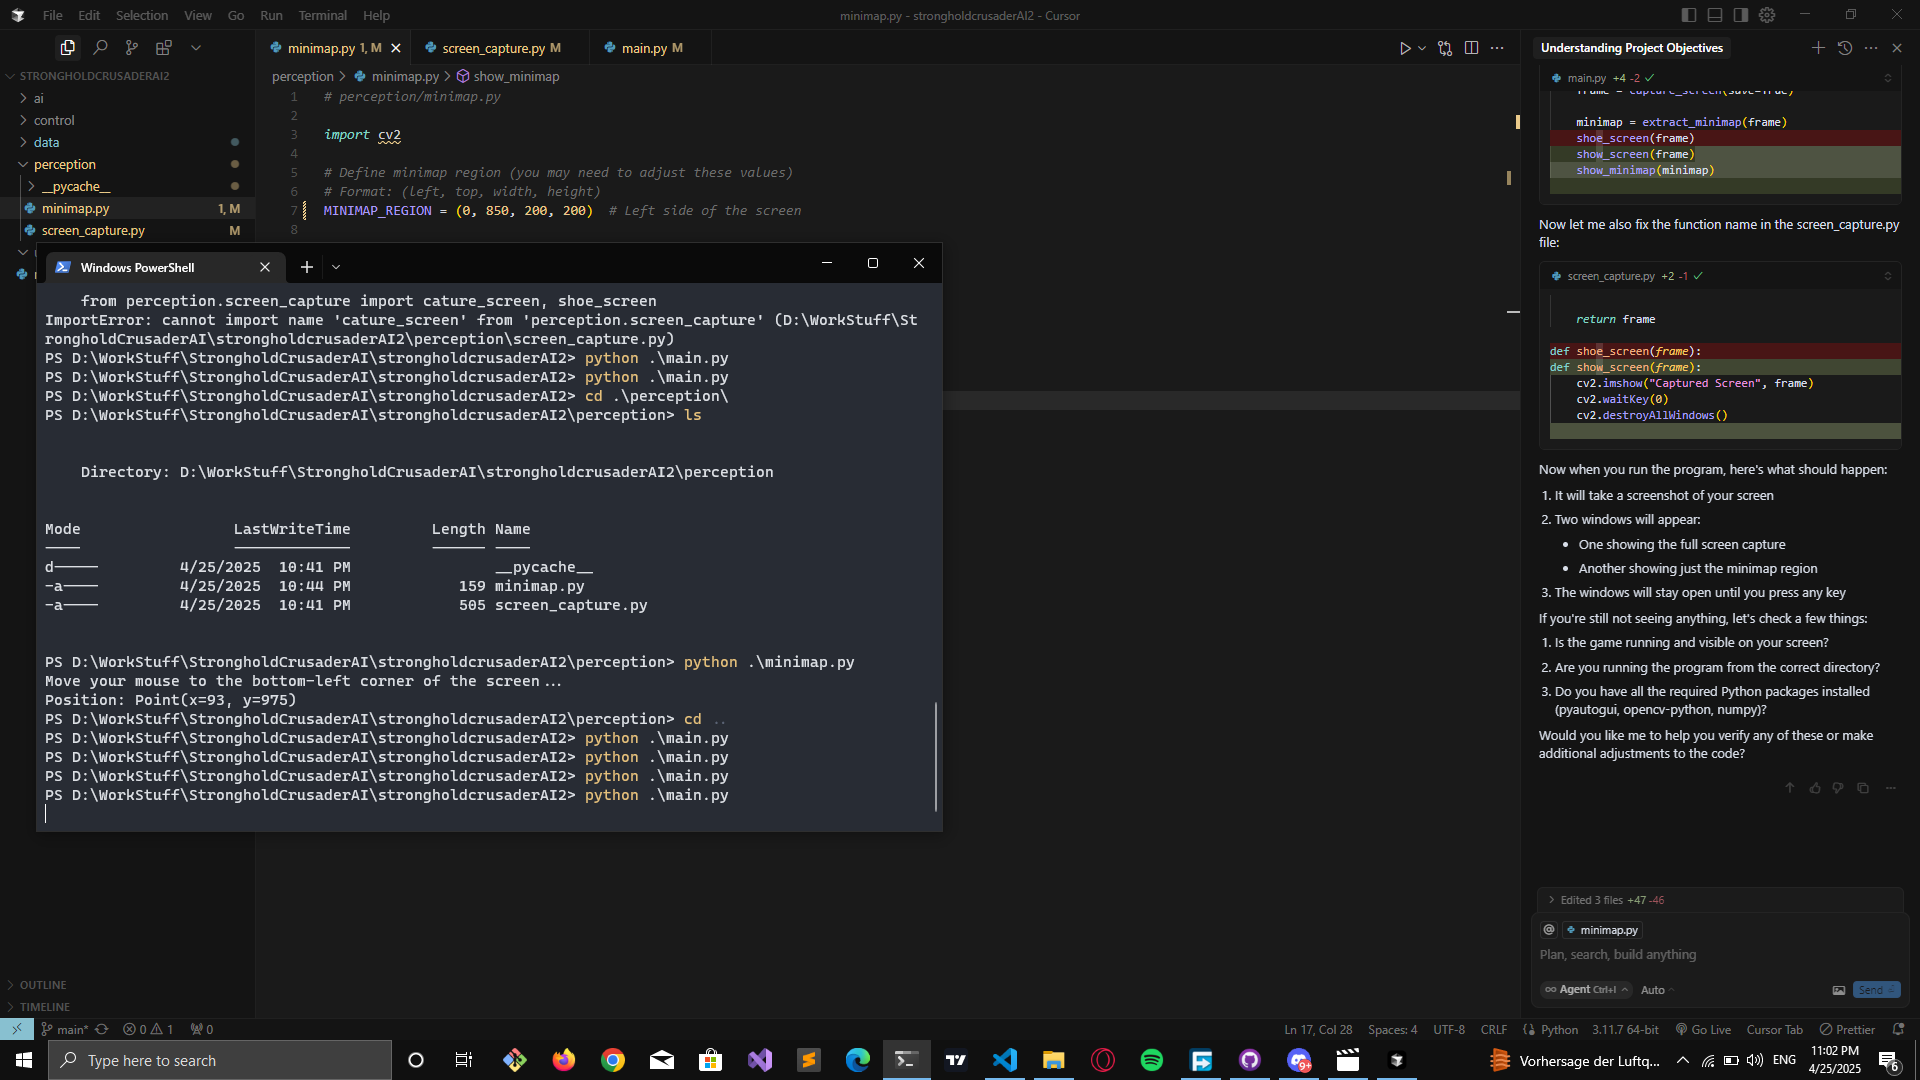 File Edit Selection View Go Run Terminal Help
minimap.py - strongholdcrusaderAI2 - Cursor
minimap.py 1, M
screen_capture.py M
main.py M
STRONGHOLDCRUSADERAI2
ai
control
data
perception
__pycache__
minimap.py 1, M
screen_capture.py M
perception > minimap.py > show_minimap
1 # perception/minimap.py
2
3 import cv2
4
5 # Define minimap region (you may need to adjust these values)
6 # Format: (left, top, width, height)
7 MINIMAP_REGION = (0, 850, 200, 200)  # Left side of the screen
8
Windows PowerShell
from perception.screen_capture import cature_screen, shoe_screen
ImportError: cannot import name 'cature_screen' from 'perception.screen_capture' (D:\WorkStuff\St
rongholdCrusaderAI\strongholdcrusaderAI2\perception\screen_capture.py)
PS D:\WorkStuff\StrongholdCrusaderAI\strongholdcrusaderAI2> python .\main.py
PS D:\WorkStuff\StrongholdCrusaderAI\strongholdcrusaderAI2> python .\main.py
PS D:\WorkStuff\StrongholdCrusaderAI\strongholdcrusaderAI2> cd .\perception\
PS D:\WorkStuff\StrongholdCrusaderAI\strongholdcrusaderAI2\perception> ls
Directory: D:\WorkStuff\StrongholdCrusaderAI\strongholdcrusaderAI2\perception
Mode LastWriteTime Length Name
---- ------------- ------ ----
d----- 4/25/2025 10:41 PM __pycache__
-a---- 4/25/2025 10:44 PM 159 minimap.py
-a---- 4/25/2025 10:41 PM 505 screen_capture.py
PS D:\WorkStuff\StrongholdCrusaderAI\strongholdcrusaderAI2\perception> python .\minimap.py
Move your mouse to the bottom-left corner of the screen...
Position: Point(x=93, y=975)
PS D:\WorkStuff\StrongholdCrusaderAI\strongholdcrusaderAI2\perception> cd ..
PS D:\WorkStuff\StrongholdCrusaderAI\strongholdcrusaderAI2> python .\main.py
PS D:\WorkStuff\StrongholdCrusaderAI\strongholdcrusaderAI2> python .\main.py
PS D:\WorkStuff\StrongholdCrusaderAI\strongholdcrusaderAI2> python .\main.py
PS D:\WorkStuff\StrongholdCrusaderAI\strongholdcrusaderAI2> python .\main.py
Understanding Project Objectives
main.py +4 -2
frame = capture_screen(save=True)
minimap = extract_minimap(frame)
shoe_screen(frame)
show_screen(frame)
show_minimap(minimap)
Now let me also fix the function name in the screen_capture.py
file:
screen_capture.py +2 -1
return frame
def shoe_screen(frame):
def show_screen(frame):
cv2.imshow("Captured Screen", frame)
cv2.waitKey(0)
cv2.destroyAllWindows()
Now when you run the program, here's what should happen:
1. It will take a screenshot of your screen
2. Two windows will appear:
• One showing the full screen capture
• Another showing just the minimap region
3. The windows will stay open until you press any key
If you're still not seeing anything, let's check a few things:
1. Is the game running and visible on your screen?
2. Are you running the program from the correct directory?
3. Do you have all the required Python packages installed
(pyautogui, opencv-python, numpy)?
Would you like me to help you verify any of these or make
additional adjustments to the code?
Edited 3 files +47 -46
@ minimap.py
Plan, search, build anything
Agent Ctrl+I Auto Send
OUTLINE
TIMELINE
main* 0 1 0
Ln 17, Col 28 Spaces: 4 UTF-8 CRLF Python 3.11.7 64-bit Go Live Cursor Tab Prettier
Type here to search
Vorhersage der Luftq...
ENG
11:02 PM
4/25/2025
9+
6